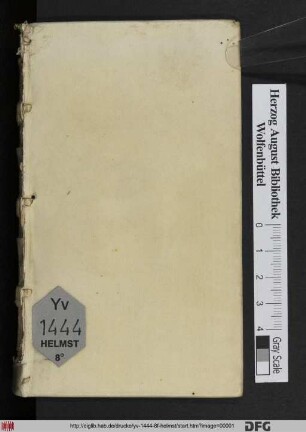 Yv
1444
HELMST
8°
Herzog August Bibliothek
Wolfenbüttel
0
1
2
3
4
Gray Scale
http://diglib.hab.de/drucke/yv-1444-8f-helmst/start.htm?image=00001
DFG